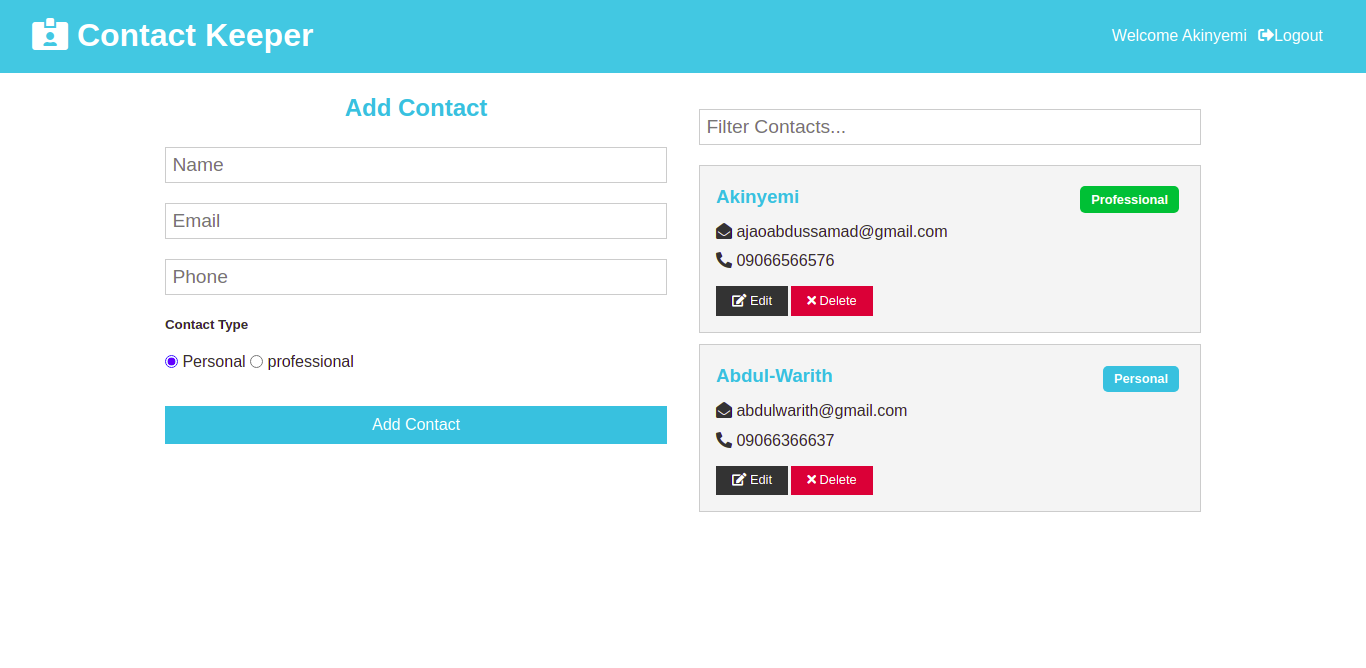 Contact Keeper
Welcome Akinyemi Logout
Add Contact
Name
Email
Phone
Contact Type
Personal professional
Add Contact
Filter Contacts...
Akinyemi Professional
ajaoabdussamad@gmail.com
09066566576
Edit Delete
Abdul-Warith Personal
abdulwarith@gmail.com
09066366637
Edit Delete